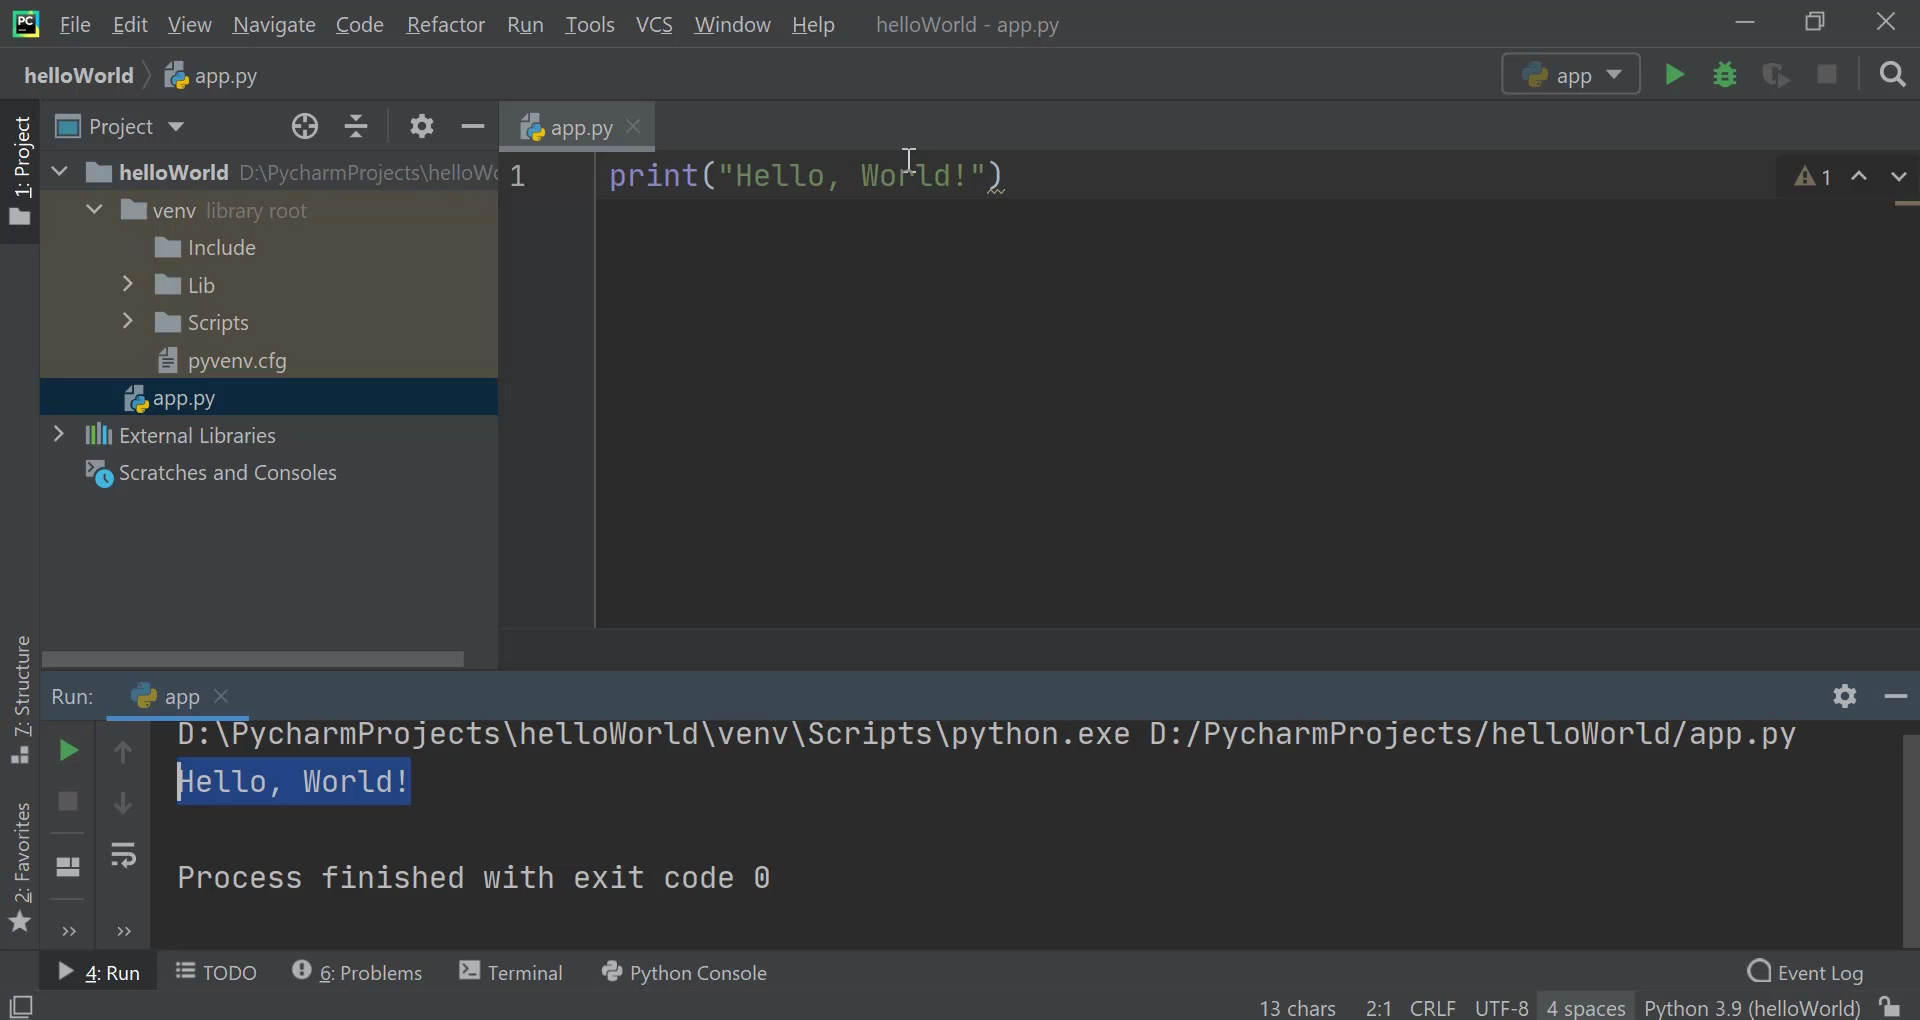 PC File Edit View Navigate Code Refactor Run Tools VCS Window Help helloWorld - app.py
helloWorld app.py app
1: Project
Project
app.py
helloWorld D:\PycharmProjects\helloWo
1 print("Hello, World!")
1
venv library root
Include
Lib
Scripts
pyvenv.cfg
app.py
External Libraries
Scratches and Consoles
Z: Structure
2: Favorites
Run: app
D:\PycharmProjects\helloWorld\venv\Scripts\python.exe D:/PycharmProjects/helloWorld/app.py
Hello, World!
Process finished with exit code 0
4: Run TODO 6: Problems Terminal Python Console Event Log
13 chars 2:1 CRLF UTF-8 4 spaces Python 3.9 (helloWorld)